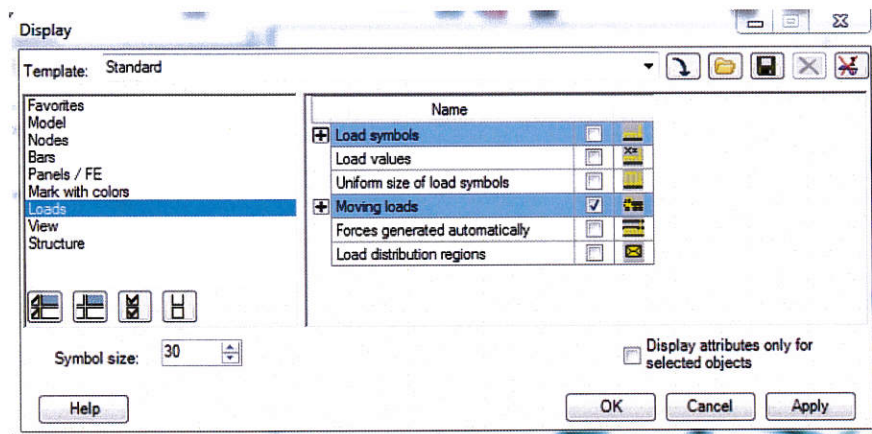 Display
Template: Standard
Favorites
Model
Nodes
Bars
Panels / FE
Mark with colors
Loads
View
Structure
Name
Load symbols
Load values
Uniform size of load symbols
Moving loads
Forces generated automatically
Load distribution regions
Symbol size: 30
Display attributes only for
selected objects
Help
OK
Cancel
Apply